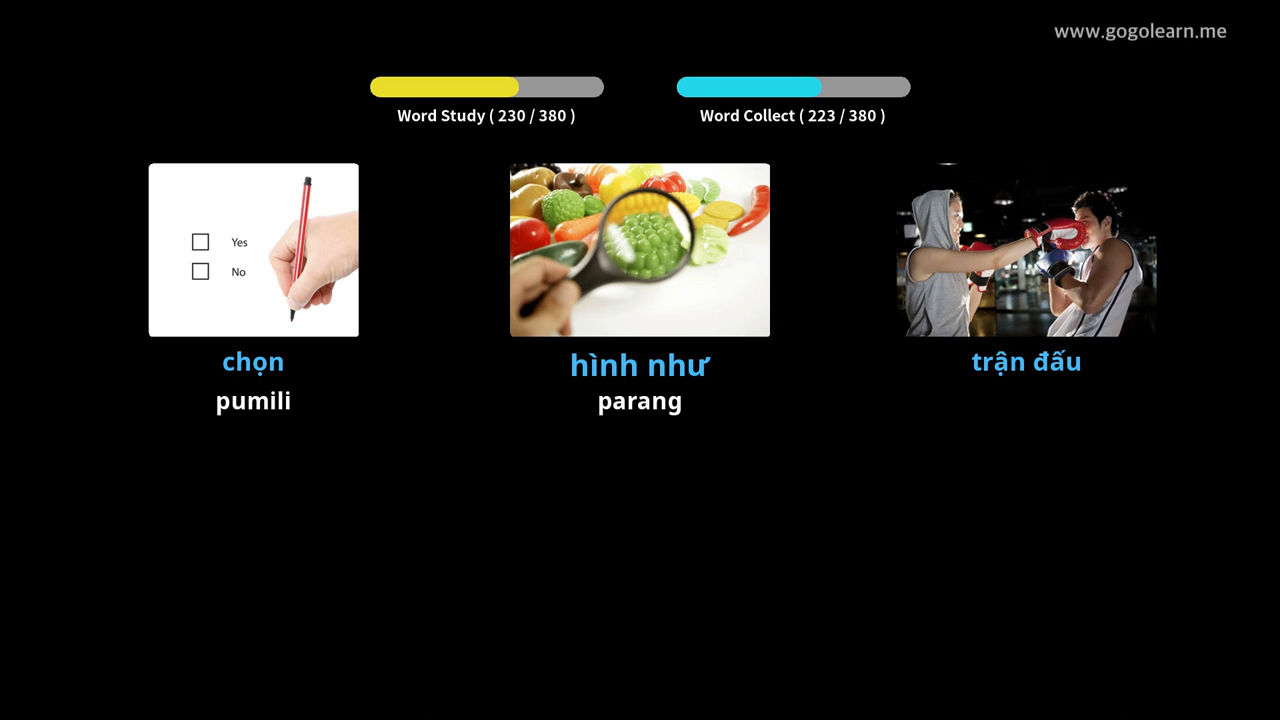 www.gogolearn.me
Word Study ( 230 / 380 )
Word Collect ( 223 / 380 )
Yes
No
chọn
pumili
hình như
parang
trận đấu